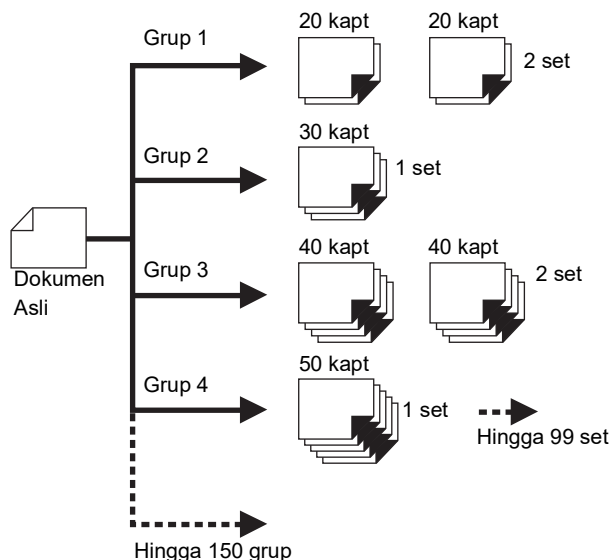 Grup 1
20 kapt
20 kapt
2 set
Grup 2
30 kapt
1 set
Dokumen
Asli
Grup 3
40 kapt
40 kapt
2 set
Grup 4
50 kapt
1 set
Hingga 99 set
Hingga 150 grup